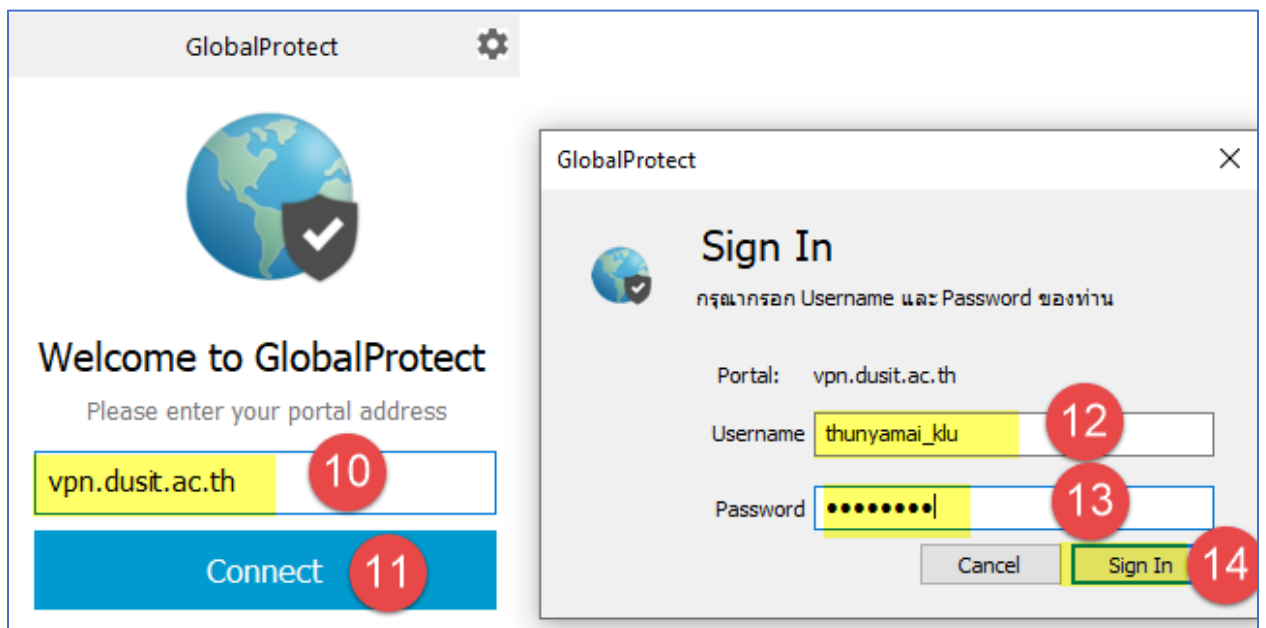 GlobalProtect
Welcome to GlobalProtect
Please enter your portal address
vpn.dusit.ac.th 10
Connect 11
GlobalProtect
Sign In
กรุณากรอก Username และ Password ของท่าน
Portal: vpn.dusit.ac.th
Username thunyamai_klu 12
Password ●●●●●●●● 13
Cancel Sign In 14